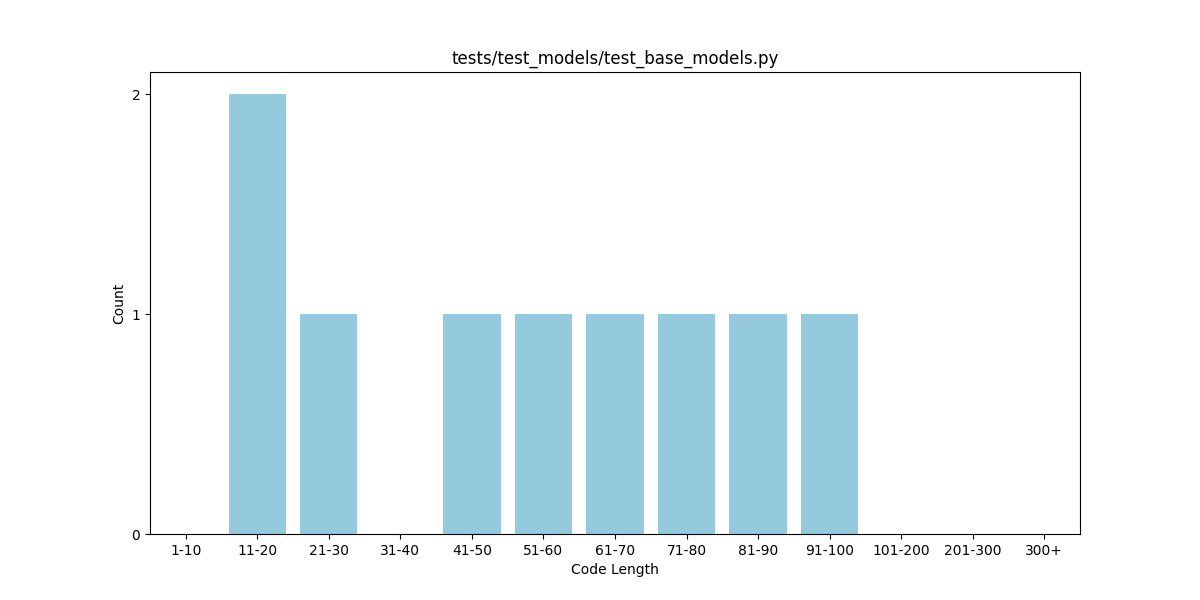 tests/test_models/test_base_models.py
2
1
0
Count
1-10 11-20 21-30 31-40 41-50 51-60 61-70 71-80 81-90 91-100 101-200 201-300 300+
Code Length